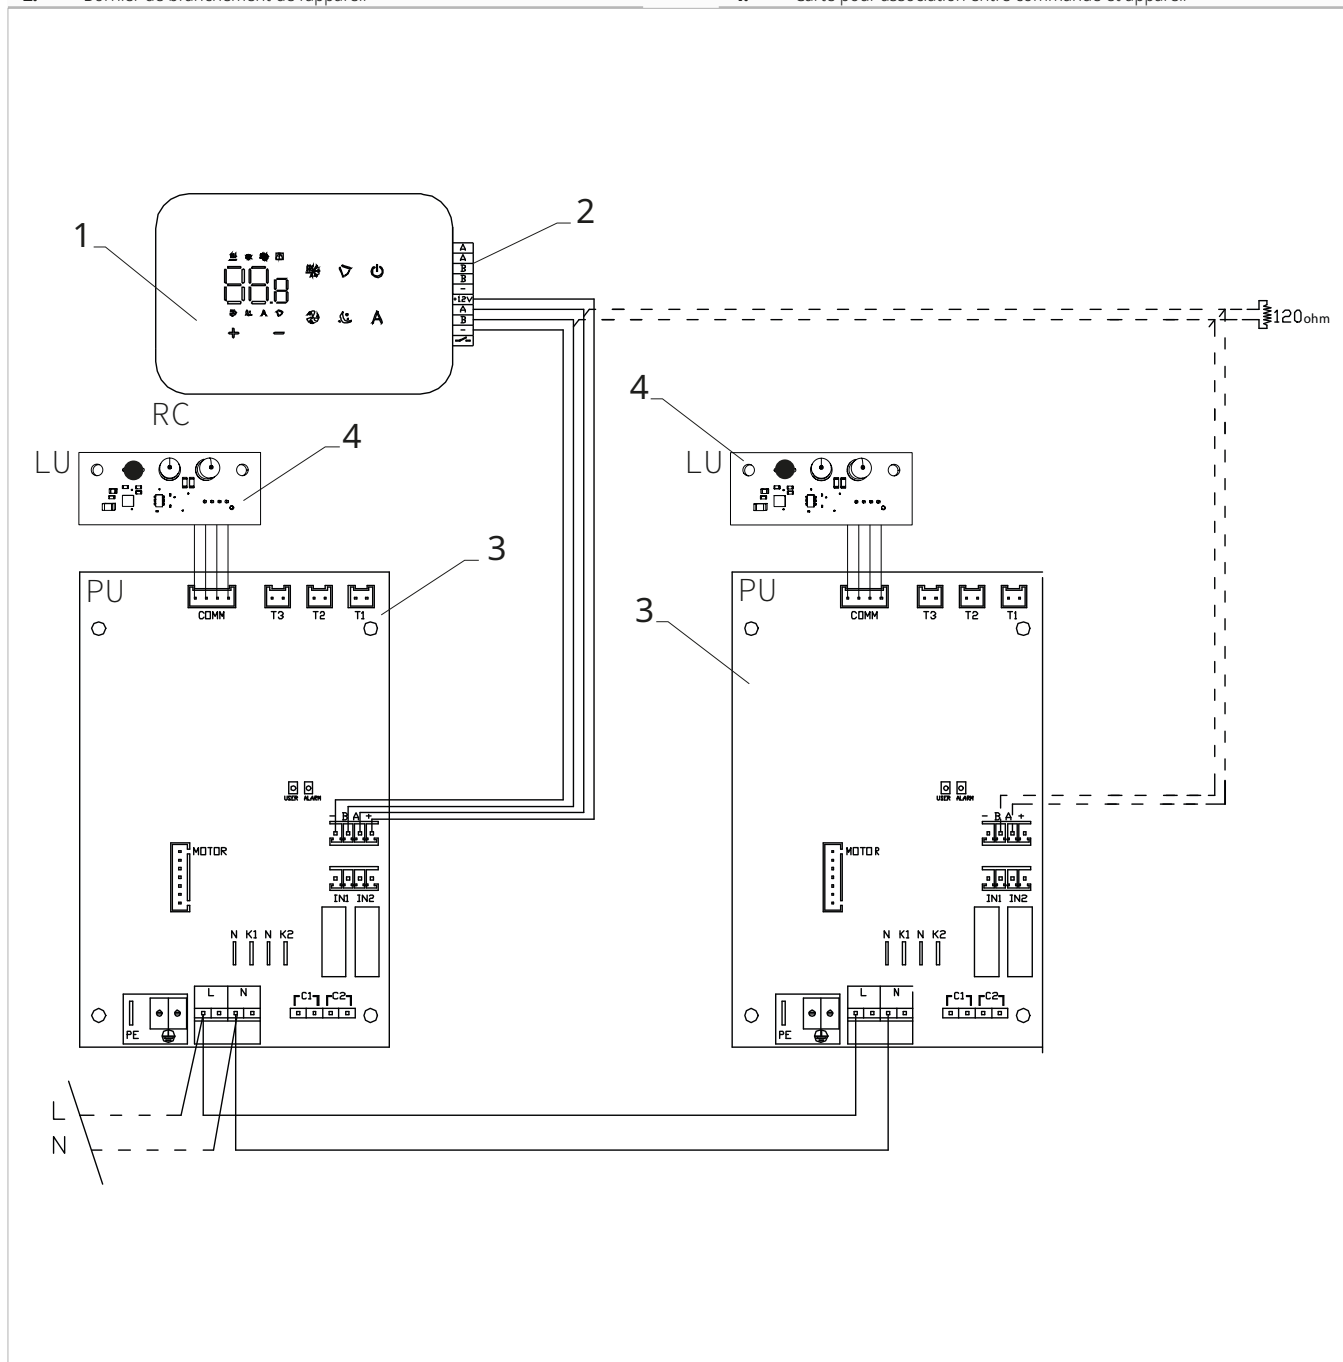 1
2
A
A
B
B
-
+12V
A
B
-
88.8
A
+ -
A
120ohm
RC
4
4
LU
LU
3
PU
COMM T3 T2 T1
PU
COMM T3 T2 T1
3
USER ALARM
USER ALARM
- B A +
- B A +
MOTOR
MOTOR
IN1 IN2
IN1 IN2
N K1 N K2
N K1 N K2
L N
L N
C1 C2
C1 C2
PE
PE
L
N